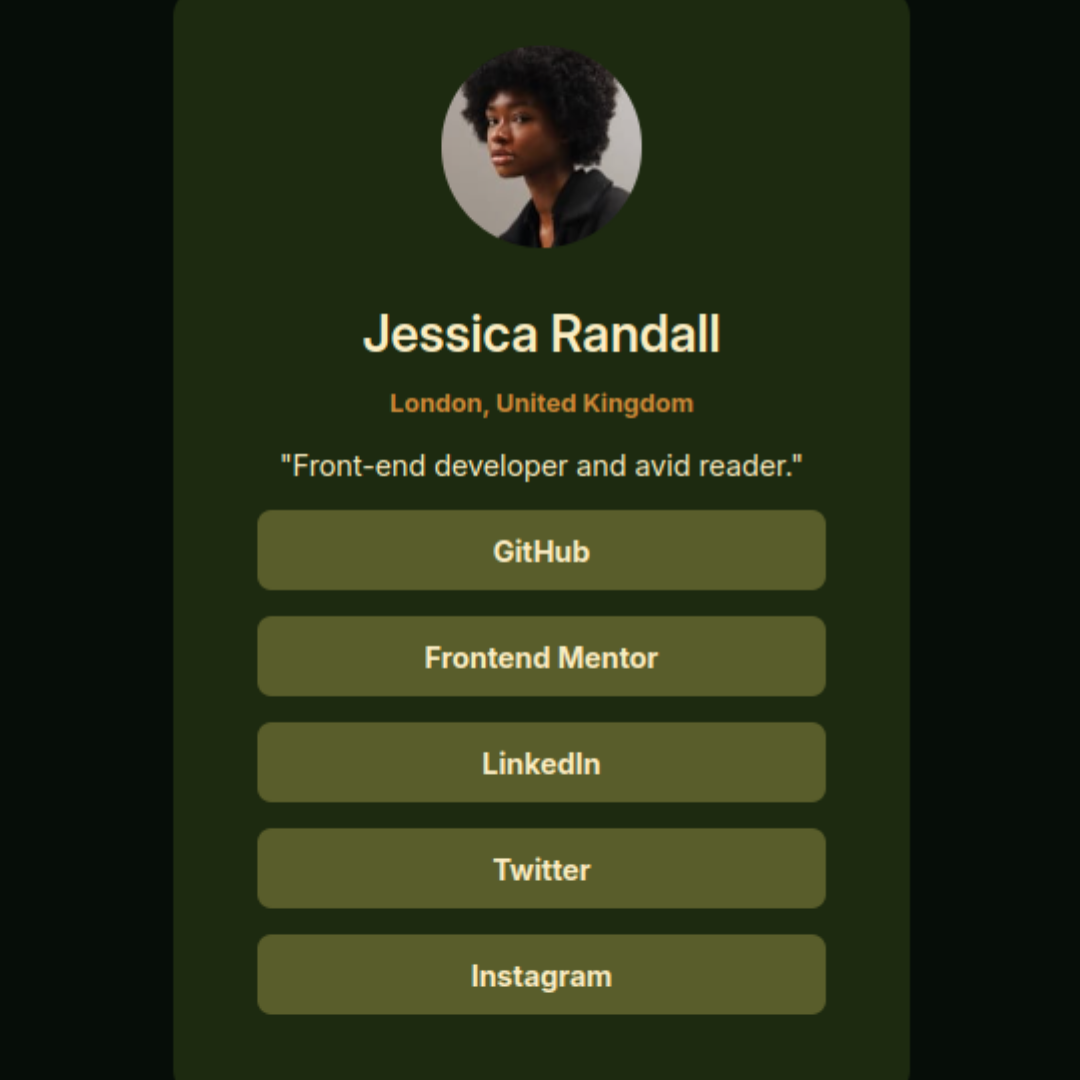 Jessica Randall
London, United Kingdom
"Front-end developer and avid reader."
GitHub
Frontend Mentor
LinkedIn
Twitter
Instagram